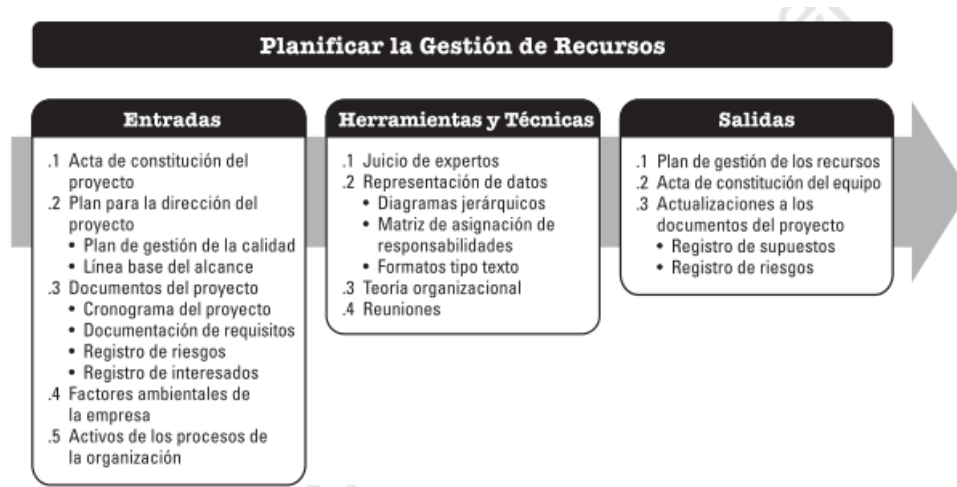 Planificar la Gestión de Recursos
Entradas
.1 Acta de constitución del
proyecto
.2 Plan para la dirección del
proyecto
• Plan de gestión de la calidad
• Línea base del alcance
.3 Documentos del proyecto
• Cronograma del proyecto
• Documentación de requisitos
• Registro de riesgos
• Registro de interesados
.4 Factores ambientales de
la empresa
.5 Activos de los procesos de
la organización
Herramientas y Técnicas
.1 Juicio de expertos
.2 Representación de datos
• Diagramas jerárquicos
• Matriz de asignación de
responsabilidades
• Formatos tipo texto
.3 Teoría organizacional
.4 Reuniones
Salidas
.1 Plan de gestión de los recursos
.2 Acta de constitución del equipo
.3 Actualizaciones a los
documentos del proyecto
• Registro de supuestos
• Registro de riesgos